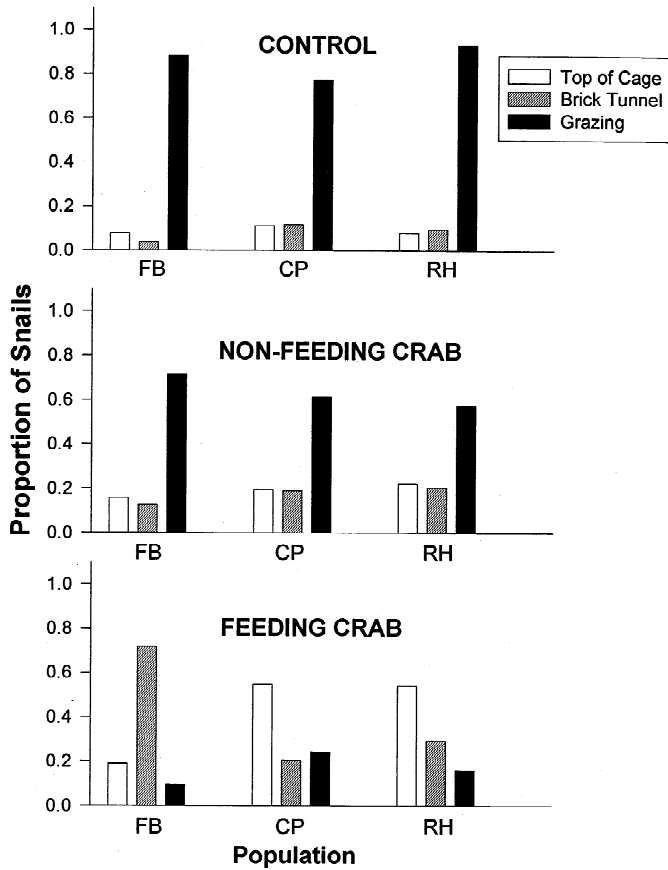 CONTROL
Top of Cage
Brick Tunnel
Grazing
1.0
0.8
0.6
0.4
0.2
0.0
FB CP RH
NON-FEEDING CRAB
1.0
0.8
0.6
0.4
0.2
0.0
FB CP RH
Proportion of Snails
FEEDING CRAB
1.0
0.8
0.6
0.4
0.2
0.0
FB CP RH
Population